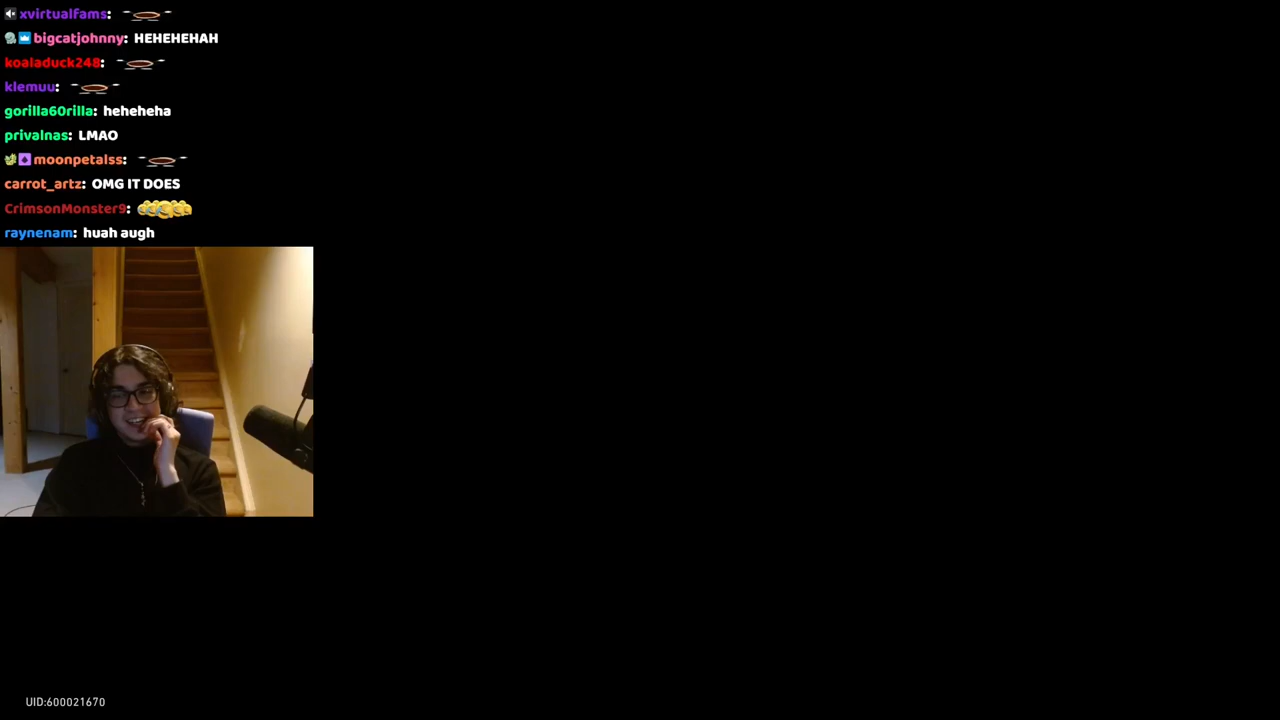 xvirtualfams:
bigcatjohnny: HEHEHEHAH
koaladuck248:
klemuu:
gorilla60rilla: heheheha
privalnas: LMAO
moonpetalss:
carrot_artz: OMG IT DOES
CrimsonMonster9:
raynenam: huah augh
UID:600021670